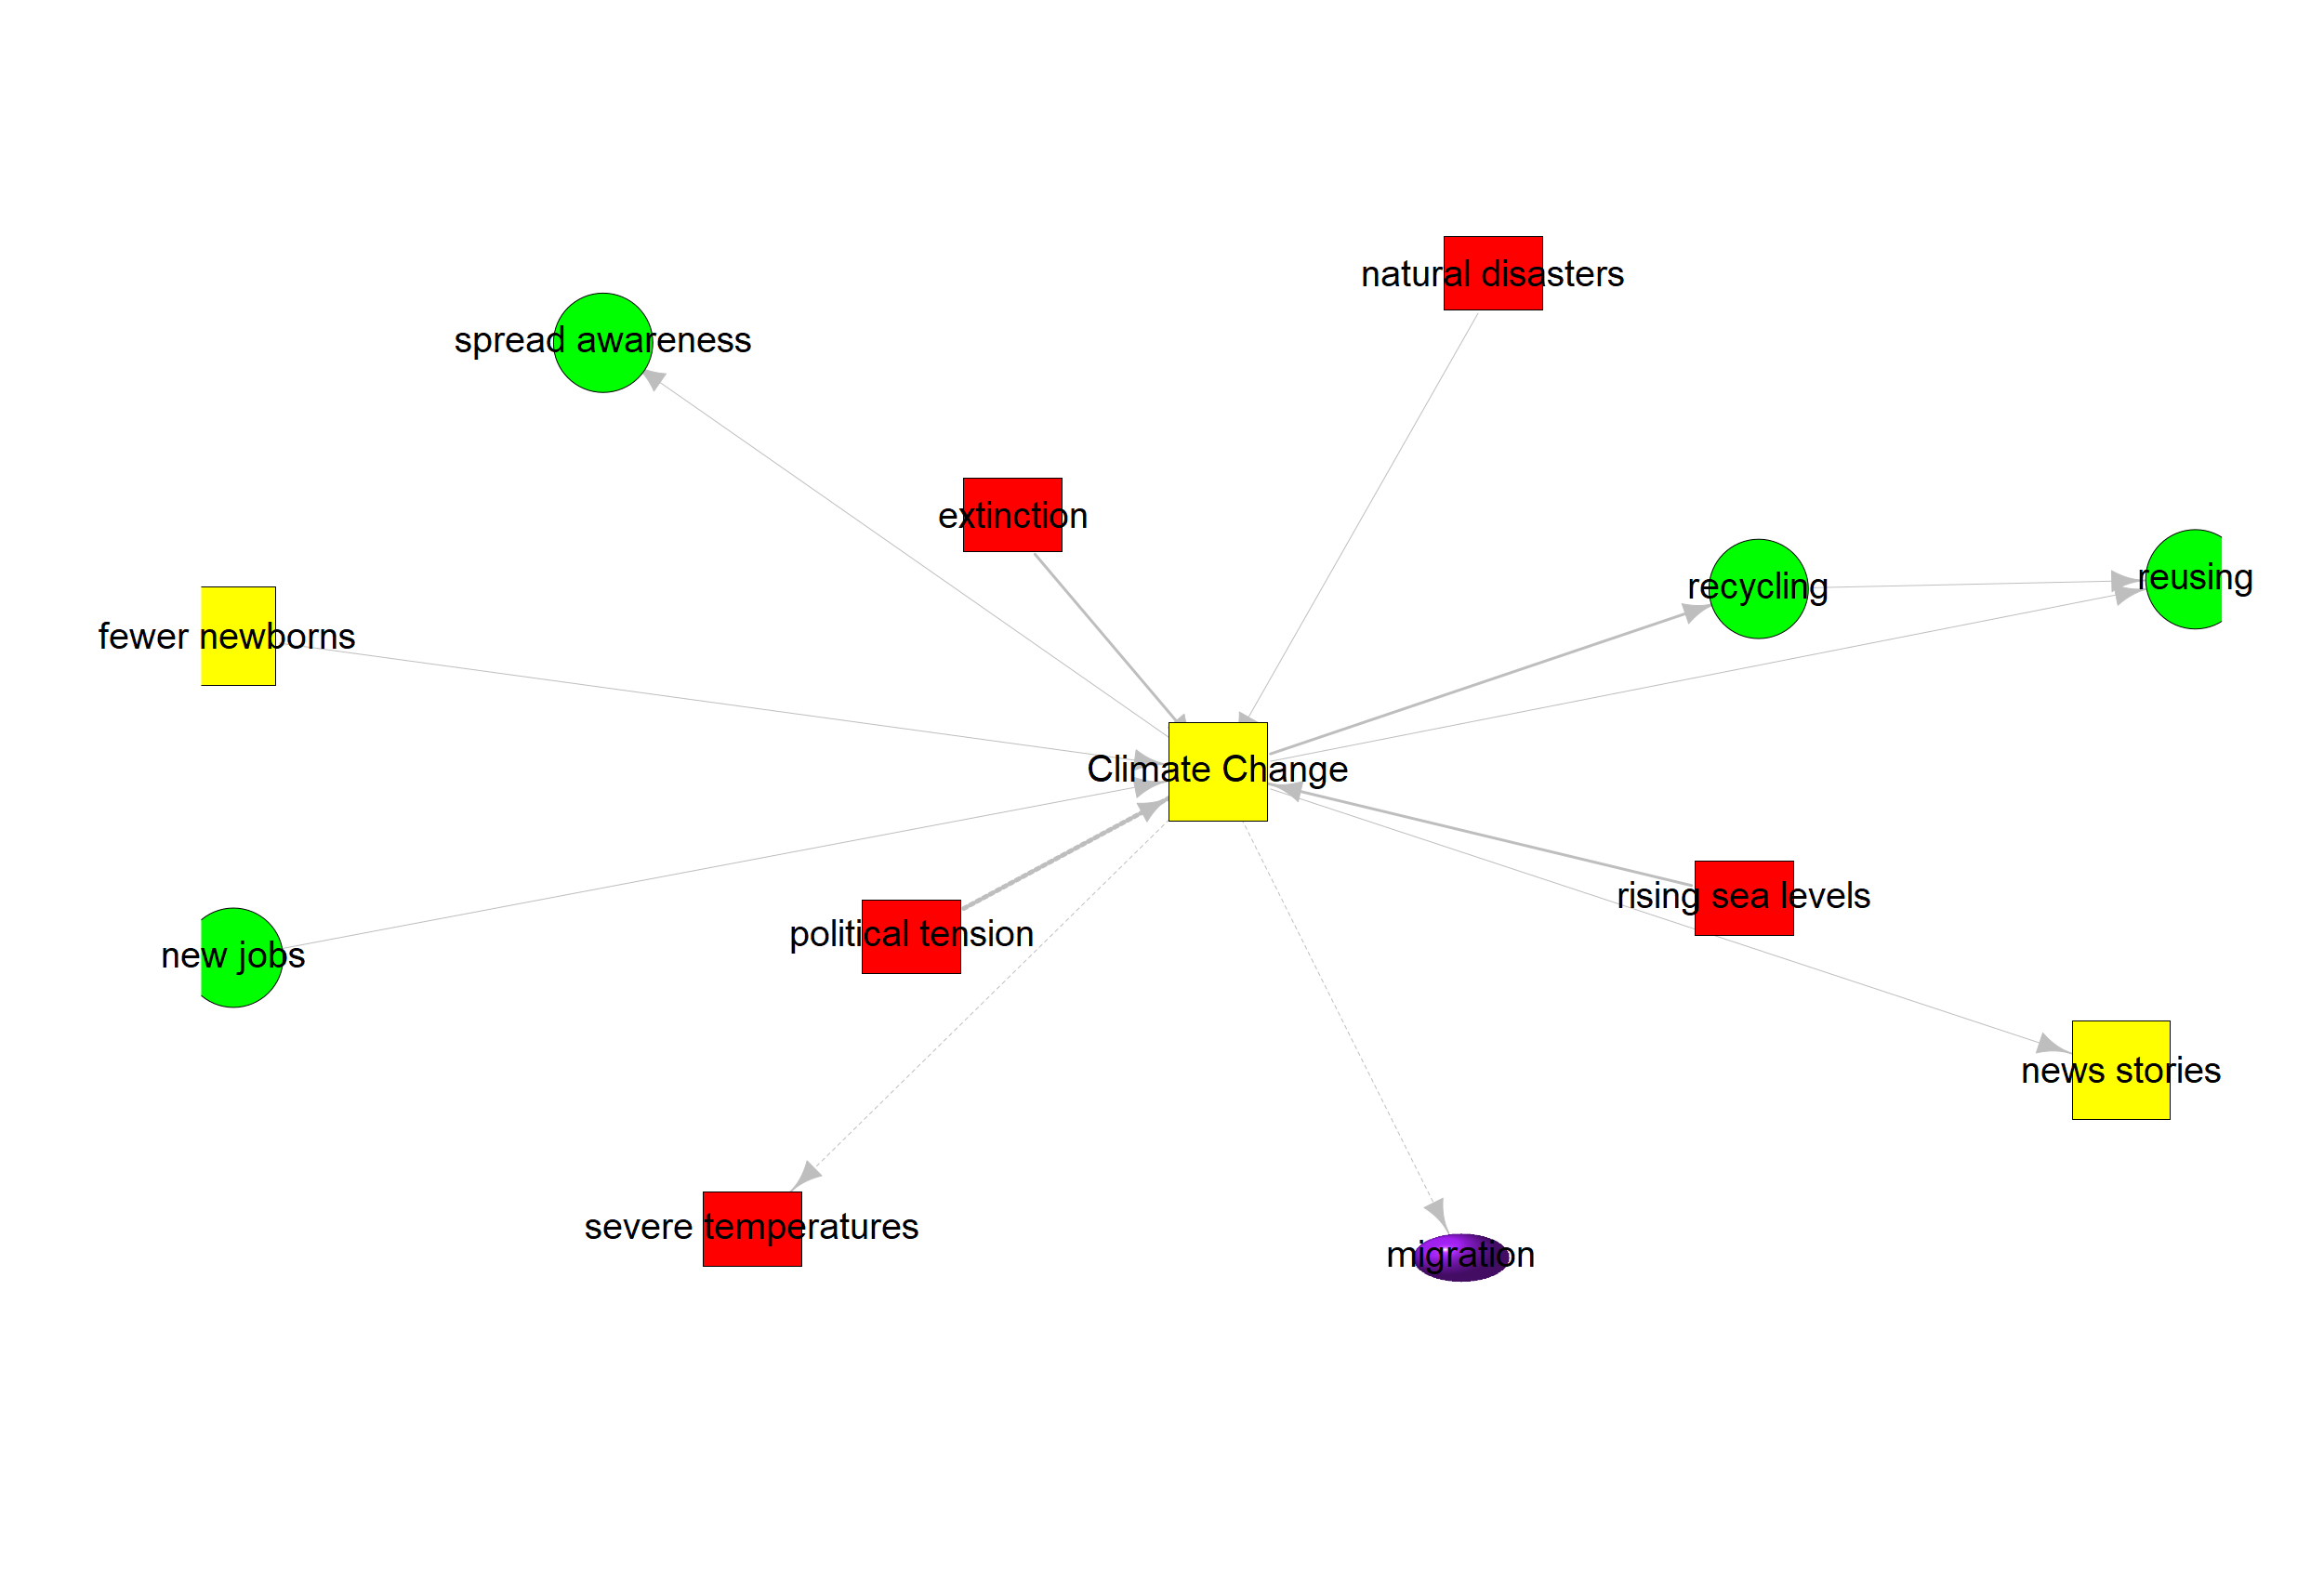 natural disasters
spread awareness
extinction
reusing
recycling
fewer newborns
Climate Change
rising sea levels
political tension
new jobs
news stories
severe temperatures
migration